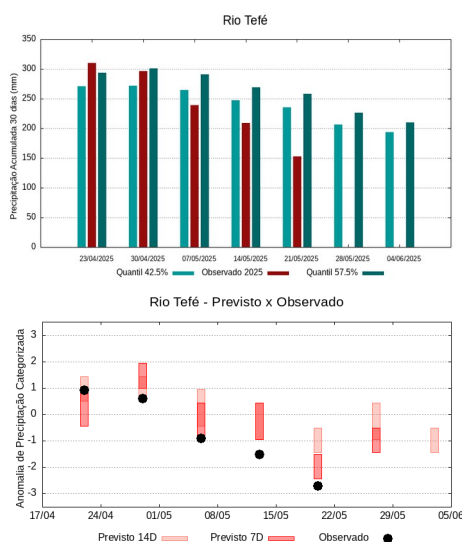 Rio Tefé
Precipitação Acumulada 30 dias (mm)
350
300
250
200
150
100
50
0
23/04/2025 30/04/2025 07/05/2025 14/05/2025 21/05/2025 28/05/2025 04/06/2025
Quantil 42.5% Observado 2025 Quantil 57.5%
Rio Tefé - Previsto x Observado
Anomalia de Precipitação Categorizada
3
2
1
0
-1
-2
-3
17/04 24/04 01/05 08/05 15/05 22/05 29/05 05/06
Previsto 14D Previsto 7D Observado